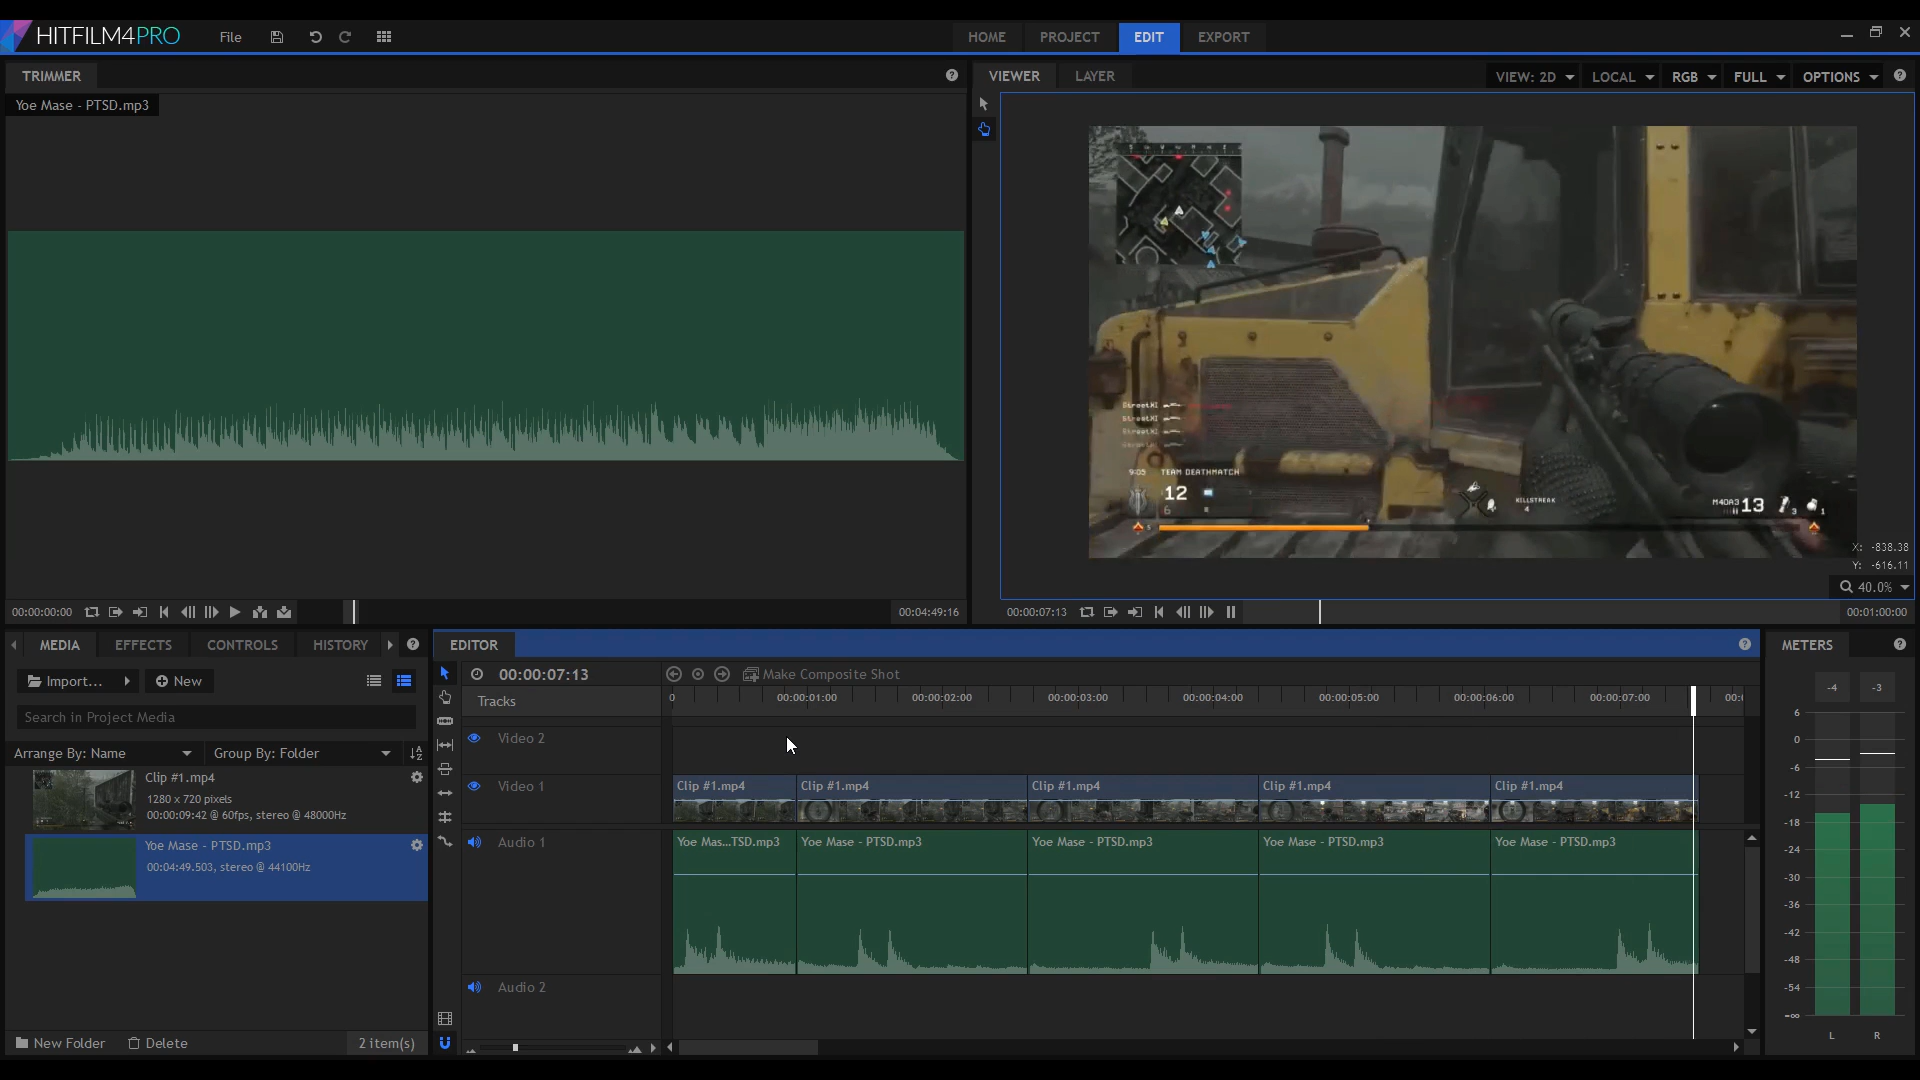 HITFILM4PRO File HOME PROJECT EDIT EXPORT
TRIMMER
Yoe Mase - PTSD.mp3
00:00:00:00 00:04:49:16
VIEWER LAYER VIEW: 2D LOCAL RGB FULL OPTIONS
9:05 TEAM DEATHMATCH
12
6
KILLSTREAK
4
M40A3 13 3 1
X: -838.38
Y: -616.11
40.0%
00:00:07:13 00:01:00:00
MEDIA EFFECTS CONTROLS HISTORY
Import... New
Search in Project Media
Arrange By: Name Group By: Folder
Clip #1.mp4
1280 x 720 pixels
00:00:09:42 @ 60fps, stereo @ 48000Hz
Yoe Mase - PTSD.mp3
00:04:49.503, stereo @ 44100Hz
New Folder Delete 2 item(s)
EDITOR
00:00:07:13 Make Composite Shot
Tracks 0 00:00:01:00 00:00:02:00 00:00:03:00 00:00:04:00 00:00:05:00 00:00:06:00 00:00:07:00
Video 2
Video 1 Clip #1.mp4 Clip #1.mp4 Clip #1.mp4 Clip #1.mp4 Clip #1.mp4
Audio 1 Yoe Mas...TSD.mp3 Yoe Mase - PTSD.mp3 Yoe Mase - PTSD.mp3 Yoe Mase - PTSD.mp3 Yoe Mase - PTSD.mp3
Audio 2
METERS
-4 -3
6
0
-6
-12
-18
-24
-30
-36
-42
-48
-54
-∞
L R